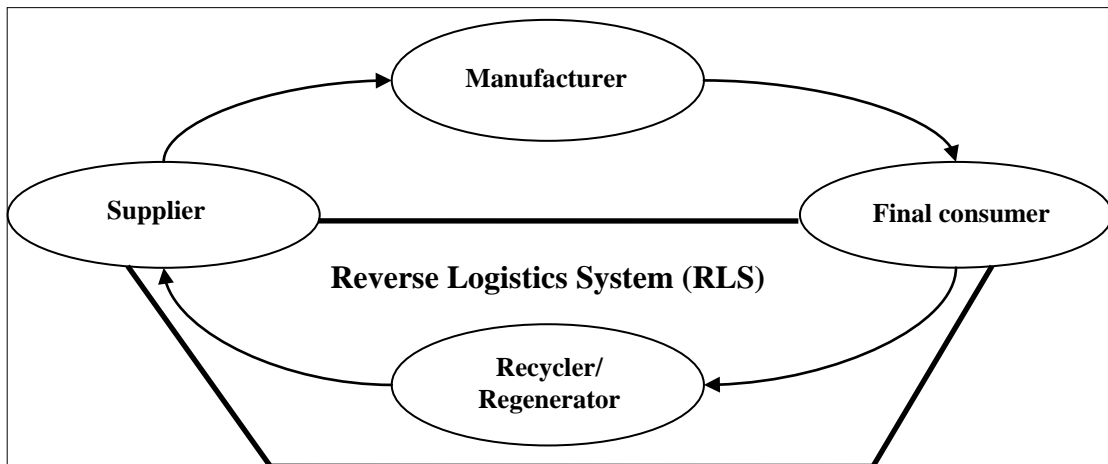 Manufacturer
Supplier
Final consumer
Reverse Logistics System (RLS)
Recycler/
Regenerator